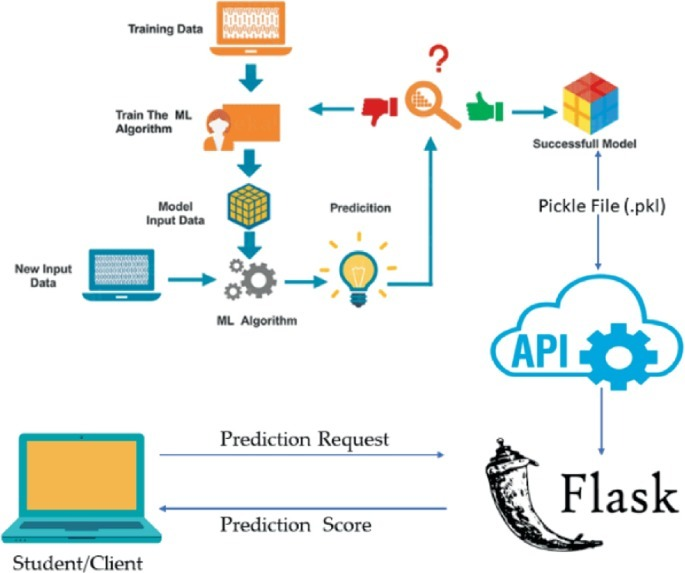 Training Data
?
Train The ML
Algorithm
Successfull Model
Model
Input Data
Predicition
Pickle File (.pkl)
New Input
Data
ML Algorithm
API
Prediction Request
Flask
Prediction Score
Student/Client